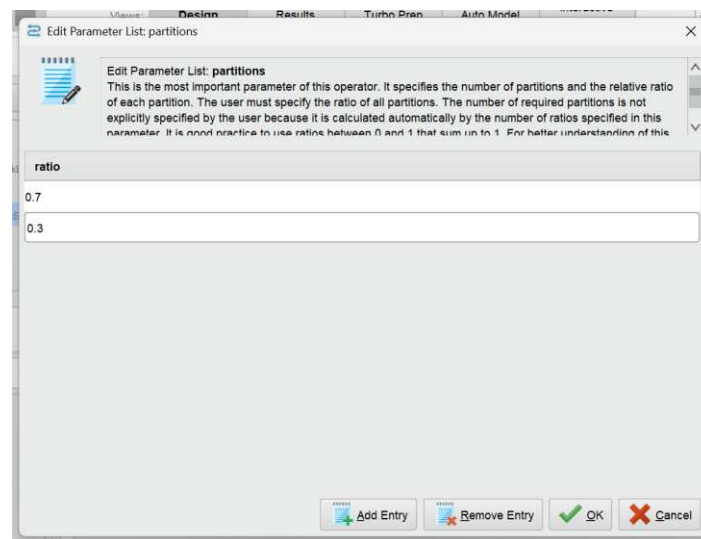 Views: Design Results Turbo Prep Auto Model
Edit Parameter List: partitions
Edit Parameter List: partitions
This is the most important parameter of this operator. It specifies the number of partitions and the relative ratio
of each partition. The user must specify the ratio of all partitions. The number of required partitions is not
explicitly specified by the user because it is calculated automatically by the number of ratios specified in this
parameter. It is good practice to use ratios between 0 and 1 that sum up to 1. For better understanding of this
ratio
0.7
0.3
Add Entry Remove Entry OK Cancel